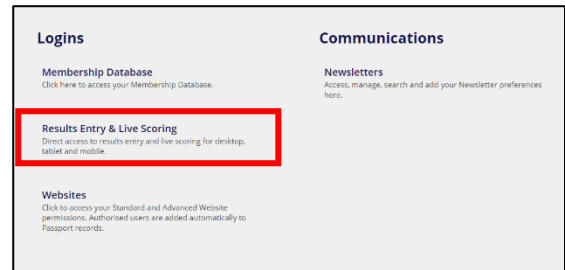 Logins
Membership Database
Click here to access your Membership Database.
Results Entry & Live Scoring
Direct access to results entry and live scoring for desktop,
tablet and mobile.
Websites
Click to access your Standard and Advanced Website
permissions. Authorised users are added automatically to
Passport records.
Communications
Newsletters
Access, manage, search and add your Newsletter preferences
here.